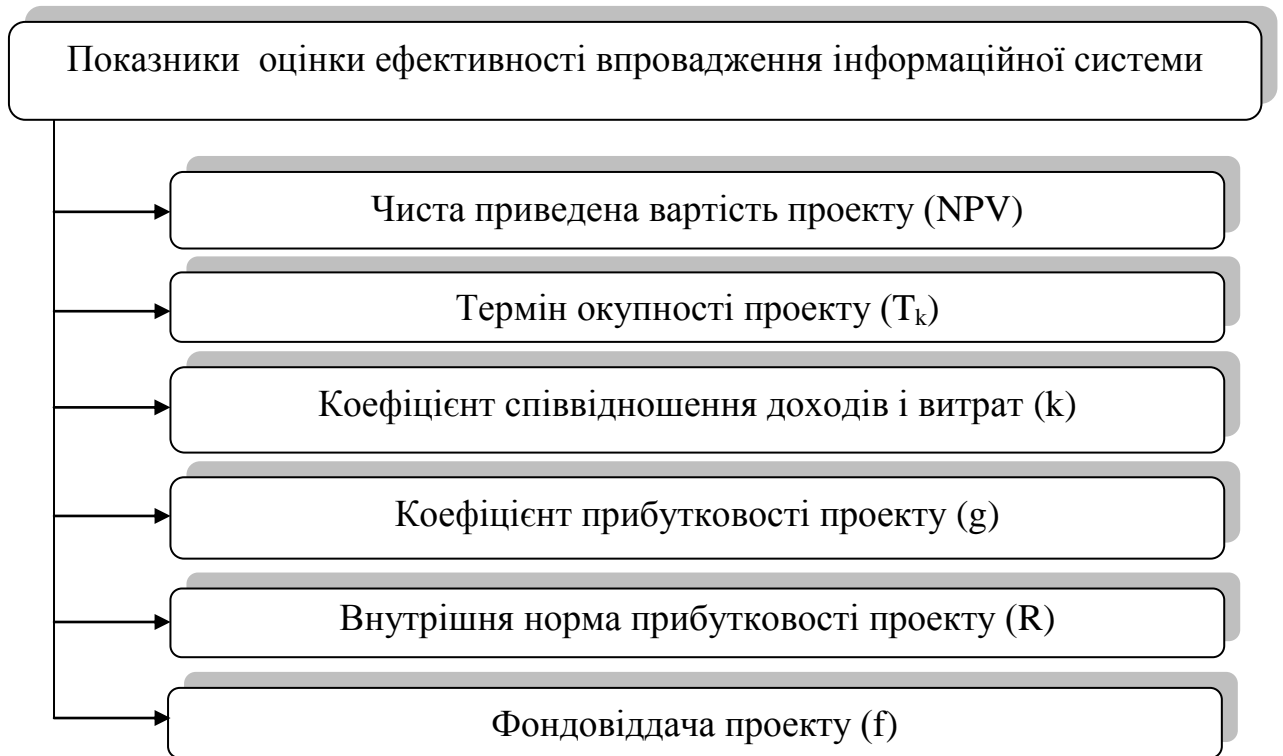 Показники оцінки ефективності впровадження інформаційної системи
Чиста приведена вартість проекту (NPV)
Термін окупності проекту (Tk)
Коефіцієнт співвідношення доходів і витрат (k)
Коефіцієнт прибутковості проекту (g)
Внутрішня норма прибутковості проекту (R)
Фондовіддача проекту (f)